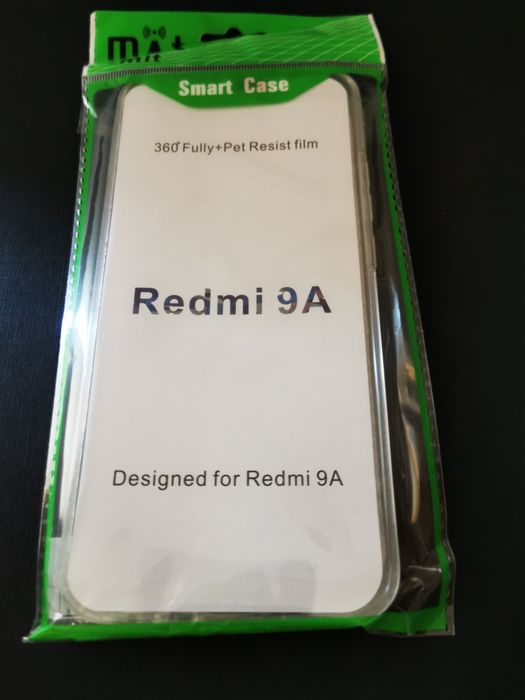 Smart Case
360°Fully+Pet Resist film
Redmi 9A
Designed for Redmi 9A